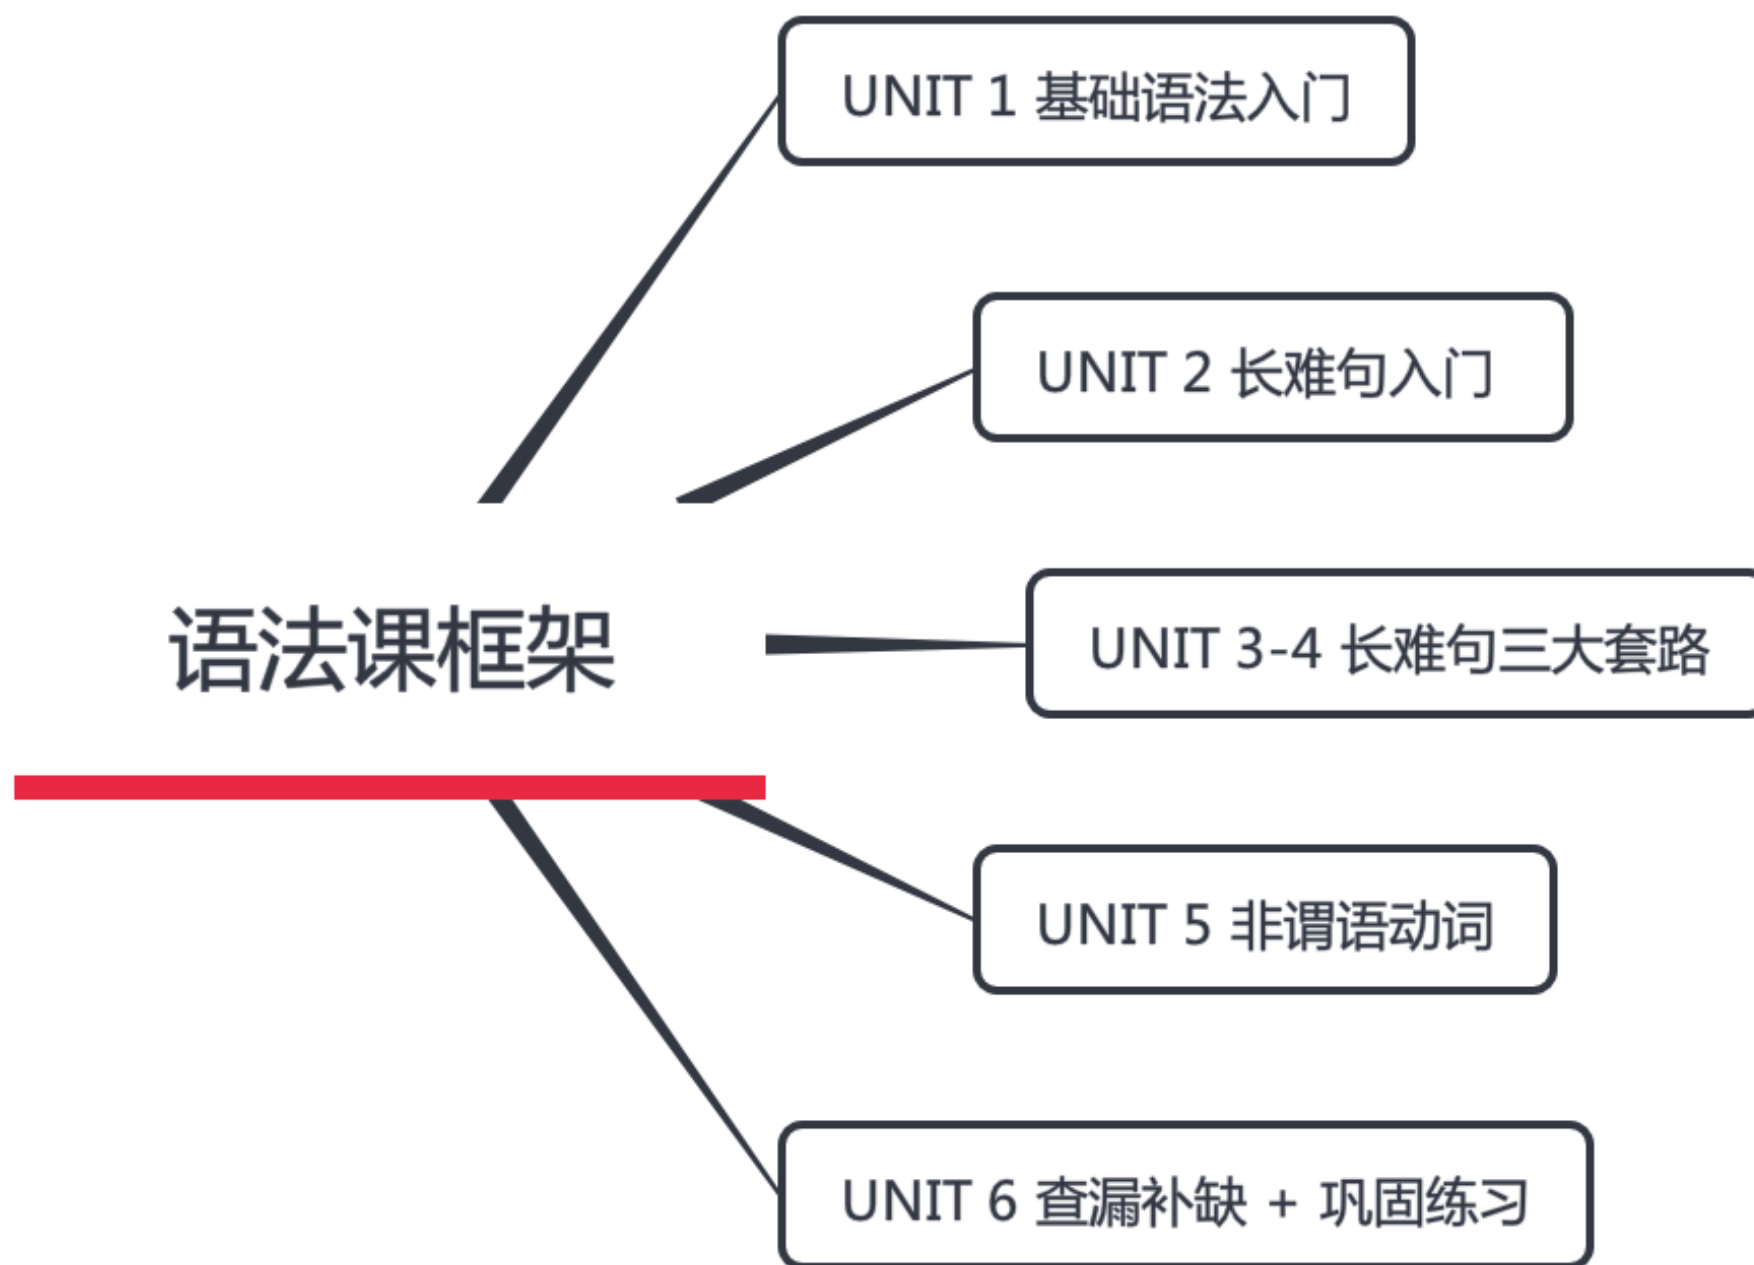 UNIT 1 基础语法入门
UNIT 2 长难句入门
语法课框架
UNIT 3-4 长难句三大套路
UNIT 5 非谓语动词
UNIT 6 查漏补缺 + 巩固练习